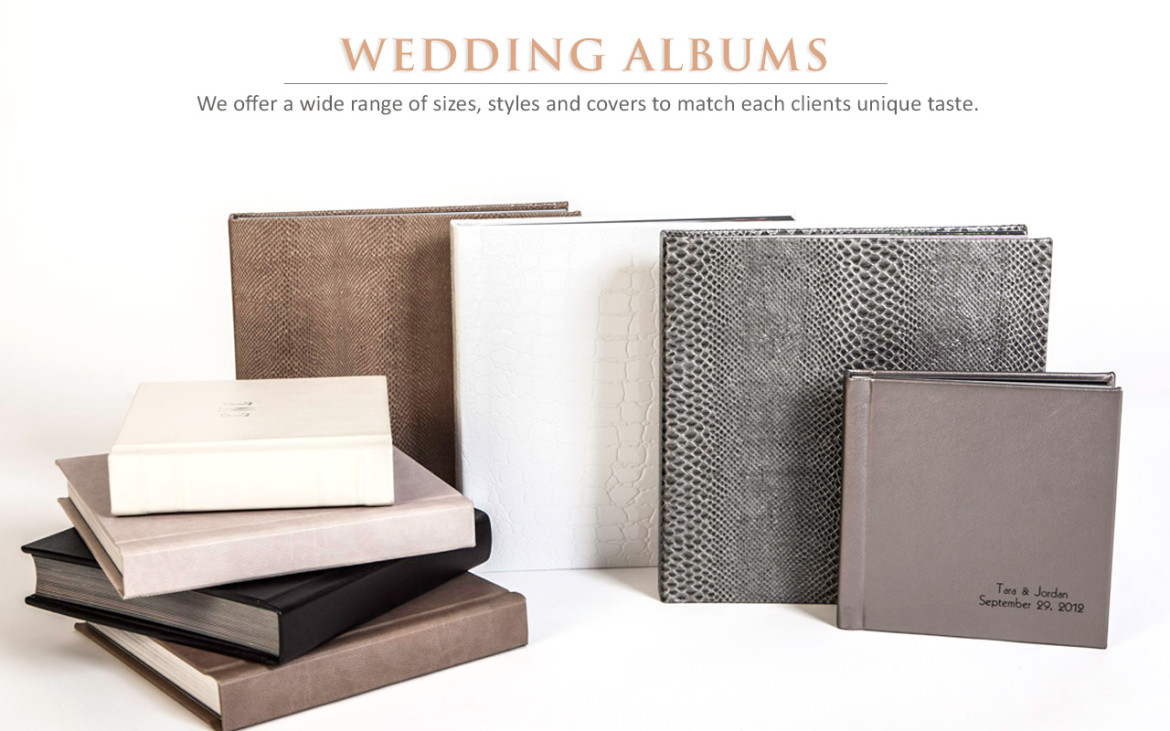 WEDDING ALBUMS
We offer a wide range of sizes, styles and covers to match each clients unique taste.
Tara & Jordan
September 29, 2012